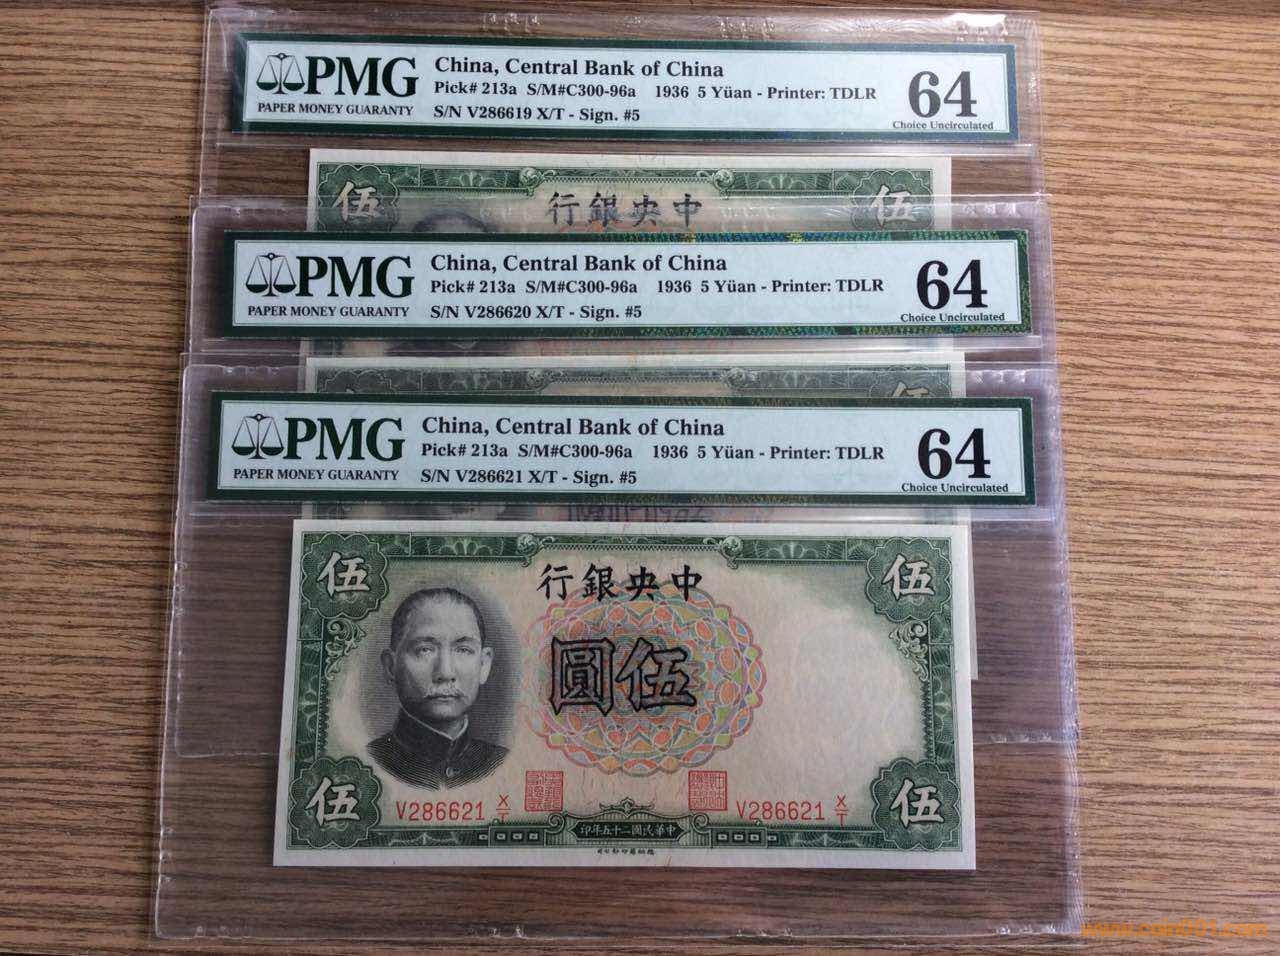 PMG
PAPER MONEY GUARANTY
China, Central Bank of China
Pick# 213a S/M#C300-96a 1936 5 Yüan - Printer: TDLR
S/N V286619 X/T - Sign. #5
64
Choice Uncirculated
伍 行銀央中 伍
PMG
PAPER MONEY GUARANTY
China, Central Bank of China
Pick# 213a S/M#C300-96a 1936 5 Yüan - Printer: TDLR
S/N V286620 X/T - Sign. #5
64
Choice Uncirculated
PMG
PAPER MONEY GUARANTY
China, Central Bank of China
Pick# 213a S/M#C300-96a 1936 5 Yüan - Printer: TDLR
S/N V286621 X/T - Sign. #5
64
Choice Uncirculated
伍 行銀央中 伍
圓伍
伍 V286621 X/T V286621 X/T 伍
印年五十二國民華中
www.coin001.com